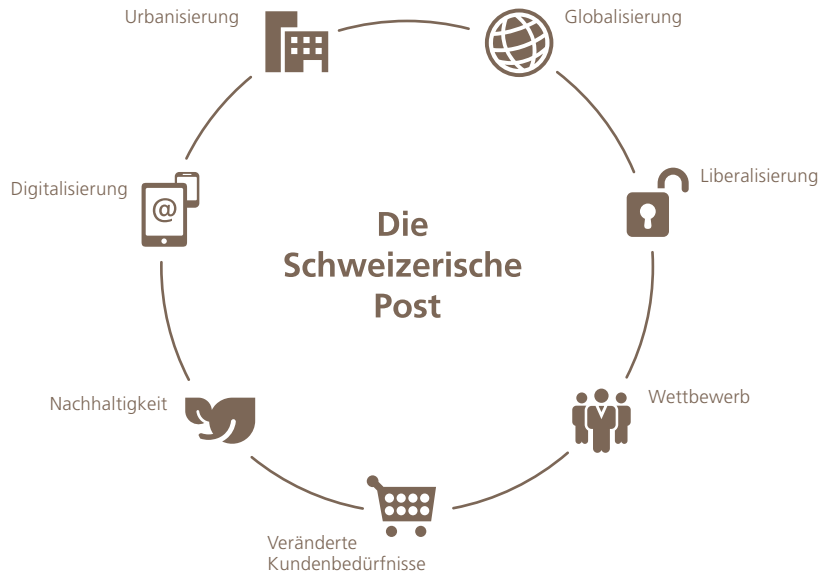 Urbanisierung
Globalisierung
Digitalisierung
@
Liberalisierung
Die
Schweizerische
Post
Nachhaltigkeit
Wettbewerb
Veränderte
Kundenbedürfnisse